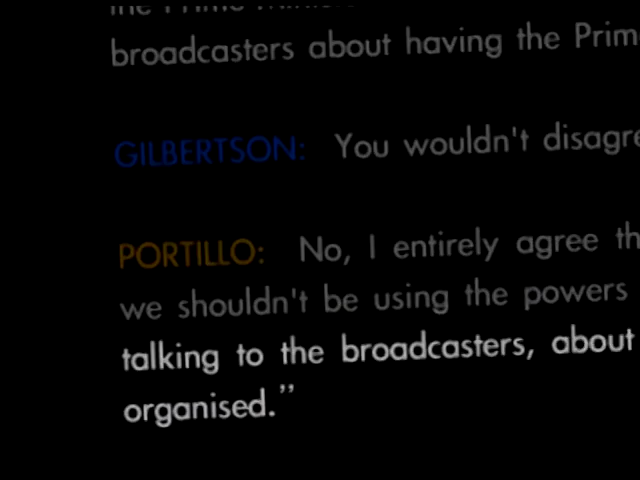 broadcasters about having the Prim
GILBERTSON: You wouldn't disagre
PORTILLO: No, I entirely agree th
we shouldn't be using the powers
talking to the broadcasters, about
organised.”